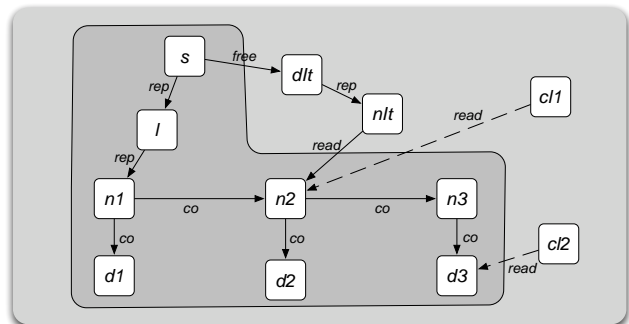 s
free
dlt
rep
nlt
cl1
rep
read
l
read
rep
n1
co
n2
co
n3
co
co
co
cl2
d1
d2
d3
read